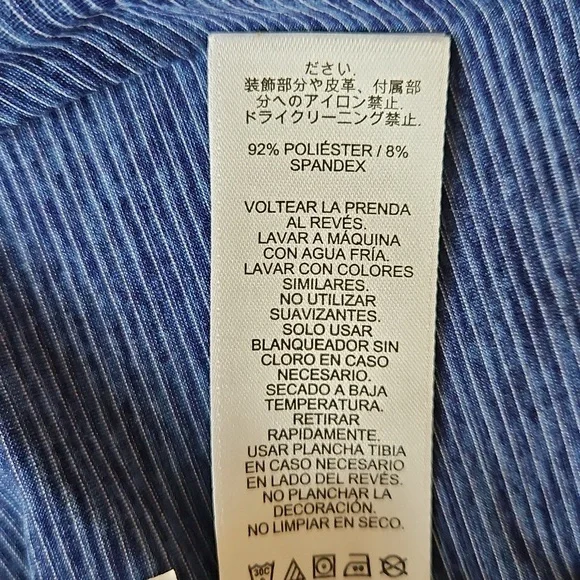 ださい.
装飾部分や皮革、付属部
分へのアイロン禁止.
ドライクリーニング禁止.
92% POLIÉSTER / 8%
SPANDEX
VOLTEAR LA PRENDA
AL REVÉS.
LAVAR A MÁQUINA
CON AGUA FRÍA.
LAVAR CON COLORES
SIMILARES.
NO UTILIZAR
SUAVIZANTES.
SOLO USAR
BLANQUEADOR SIN
CLORO EN CASO
NECESARIO.
SECADO A BAJA
TEMPERATURA.
RETIRAR
RAPIDAMENTE.
USAR PLANCHA TIBIA
EN CASO NECESARIO
EN LADO DEL REVÉS.
NO PLANCHAR LA
DECORACIÓN.
NO LIMPIAR EN SECO.
30C